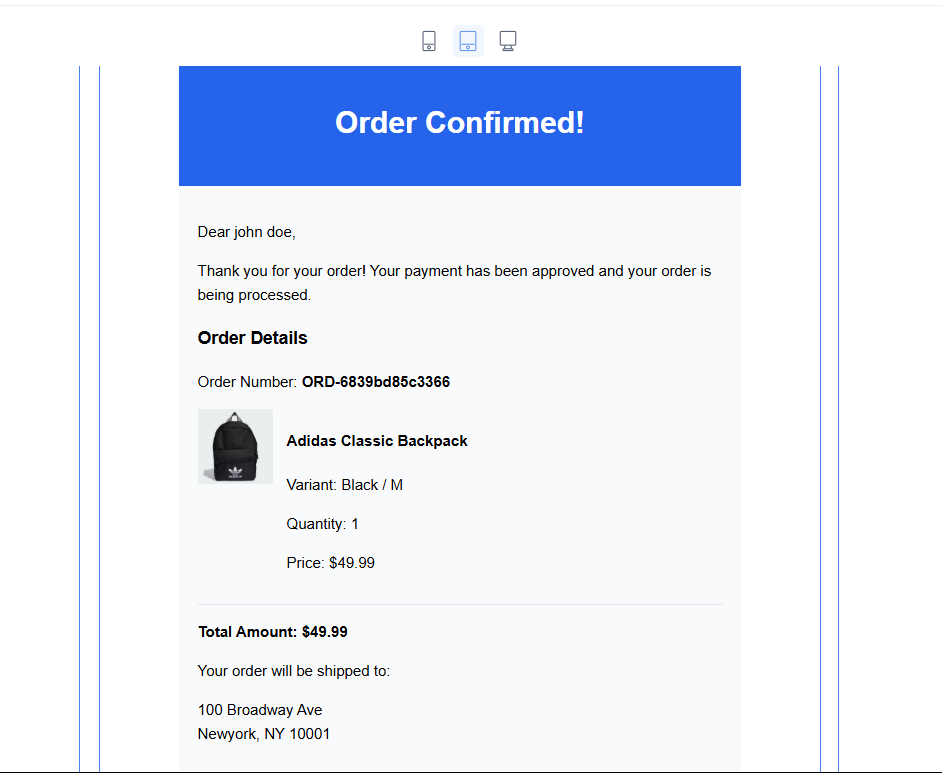 Order Confirmed!
Dear john doe,
Thank you for your order! Your payment has been approved and your order is
being processed.
Order Details
Order Number: ORD-6839bd85c3366
Adidas Classic Backpack
Variant: Black / M
Quantity: 1
Price: $49.99
Total Amount: $49.99
Your order will be shipped to:
100 Broadway Ave
Newyork, NY 10001